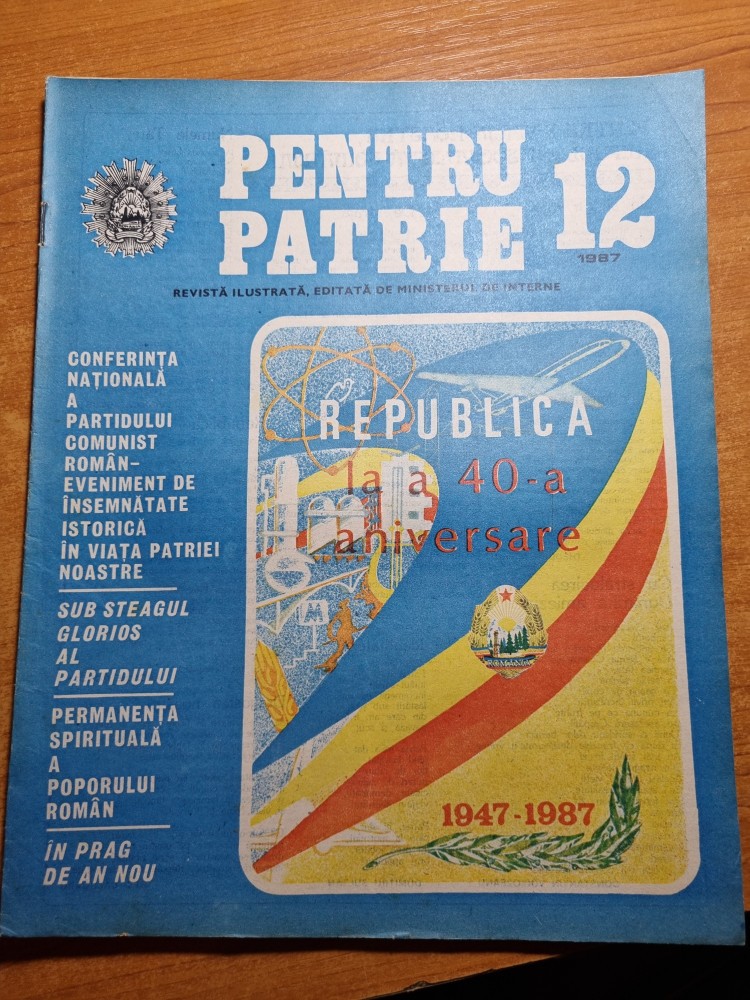 PENTRU
PATRIE
12
1987
REVISTĂ ILUSTRATĂ, EDITATĂ DE MINISTERUL DE INTERNE
CONFERINȚA
NAȚIONALĂ
A
PARTIDULUI
COMUNIST
ROMÂN–
EVENIMENT DE
ÎNSEMNĂTATE
ISTORICĂ
ÎN VIAȚA PATRIEI
NOASTRE
SUB STEAGUL
GLORIOS
AL
PARTIDULUI
PERMANENȚA
SPIRITUALĂ
A
POPORULUI
ROMÂN
ÎN PRAG
DE AN NOU
REPUBLICA
la a 40-a
aniversare
M
1947-1987